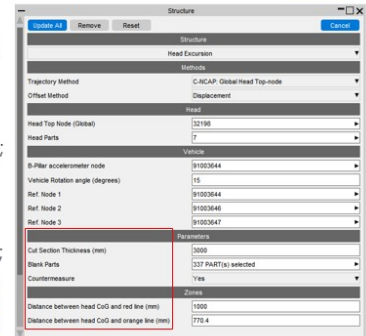 Structure
Update All Remove Reset Cancel
Structure
Head Excursion
Methods
Trajectory Method C-NCAP: Global Head Top-node
Offset Method Displacement
Head
Head Top Node (Global) 32198
Head Parts 7
Vehicle
B-Pillar accelerometer node 91003644
Vehicle Rotation angle (degrees) 15
Ref. Node 1 91003644
Ref. Node 2 91003646
Ref. Node 3 91003647
Parameters
Cut Section Thickness (mm) 3000
Blank Parts 337 PART(s) selected
Countermeasure Yes
Zones
Distance between head CoG and red line (mm) 1000
Distance between head CoG and orange line (mm) 770.4